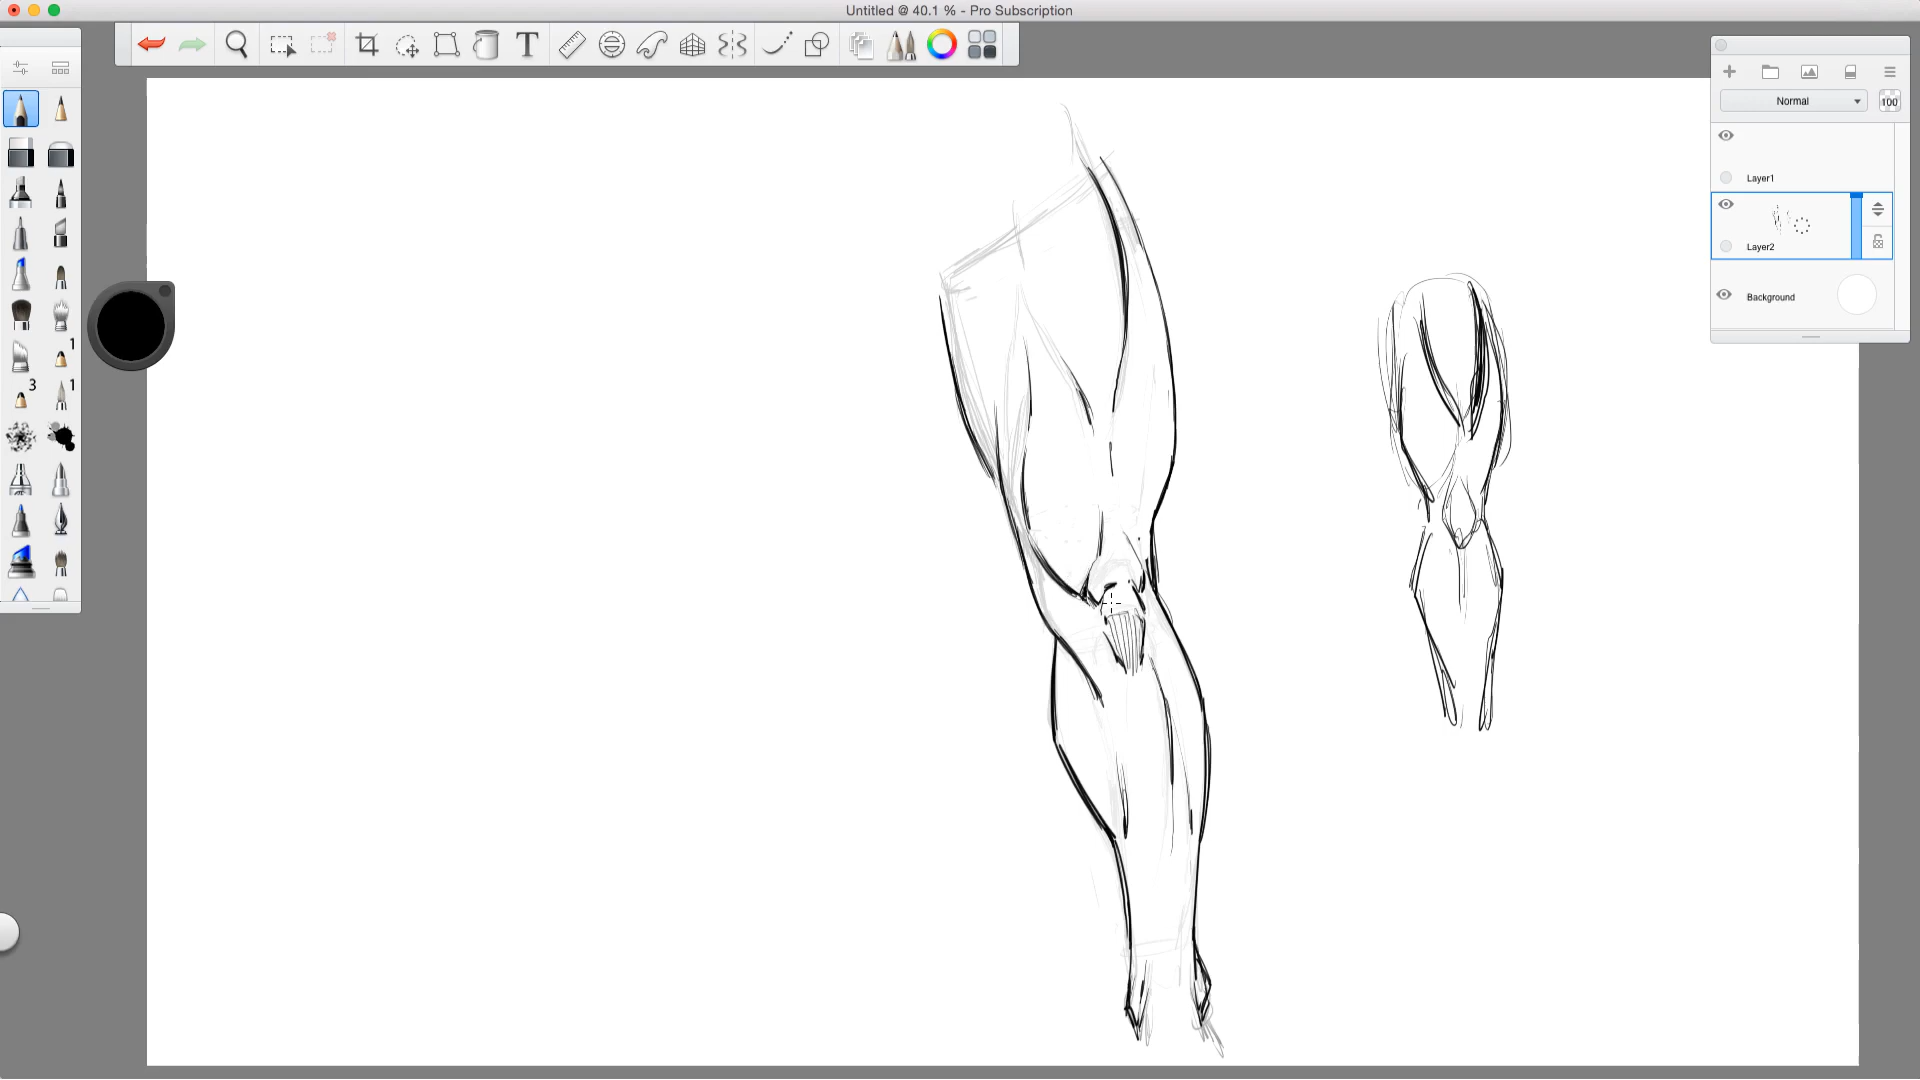 Untitled @ 40.1 % - Pro Subscription
T
Normal
100
Layer1
Layer2
Background
1
3
1